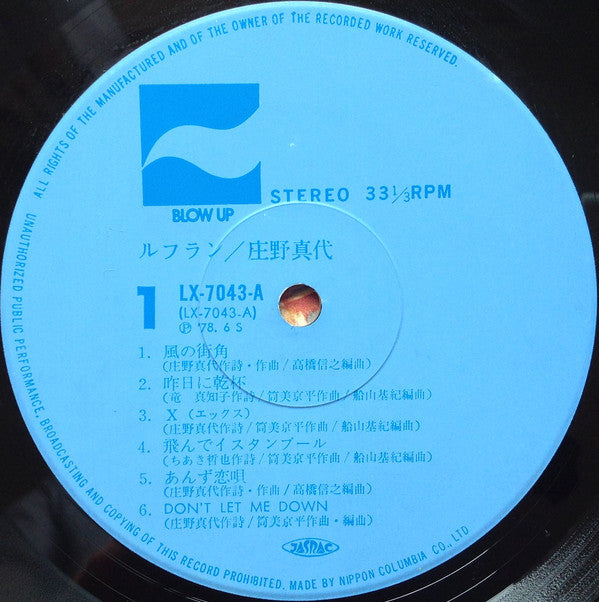 ALL RIGHTS OF THE MANUFACTURED AND OF THE OWNER OF THE RECORDED WORK RESERVED.
BLOW UP
STEREO 33 1/3 RPM
ルフラン/庄野真代
1 LX-7043-A
(LX-7043-A)
Ⓟ '78. 6 S
1. 風の街角
(庄野真代作詩・作曲/高橋信之編曲)
2. 昨日に乾杯
(竜 真知子作詩/筒美京平作曲/船山基紀編曲)
3. X (エックス)
(庄野真代作詩/筒美京平作曲/船山基紀編曲)
4. 飛んでイスタンブール
(ちあき哲也作詩/筒美京平作曲/船山基紀編曲)
5. あんず恋唄
(庄野真代作詩・作曲/高橋信之編曲)
6. DON'T LET ME DOWN
(庄野真代作詩/筒美京平作曲・編曲)
JASRAC
UNAUTHORIZED PUBLIC PERFORMANCE, BROADCASTING AND COPYING OF THIS RECORD PROHIBITED. MADE BY NIPPON COLUMBIA CO., LTD